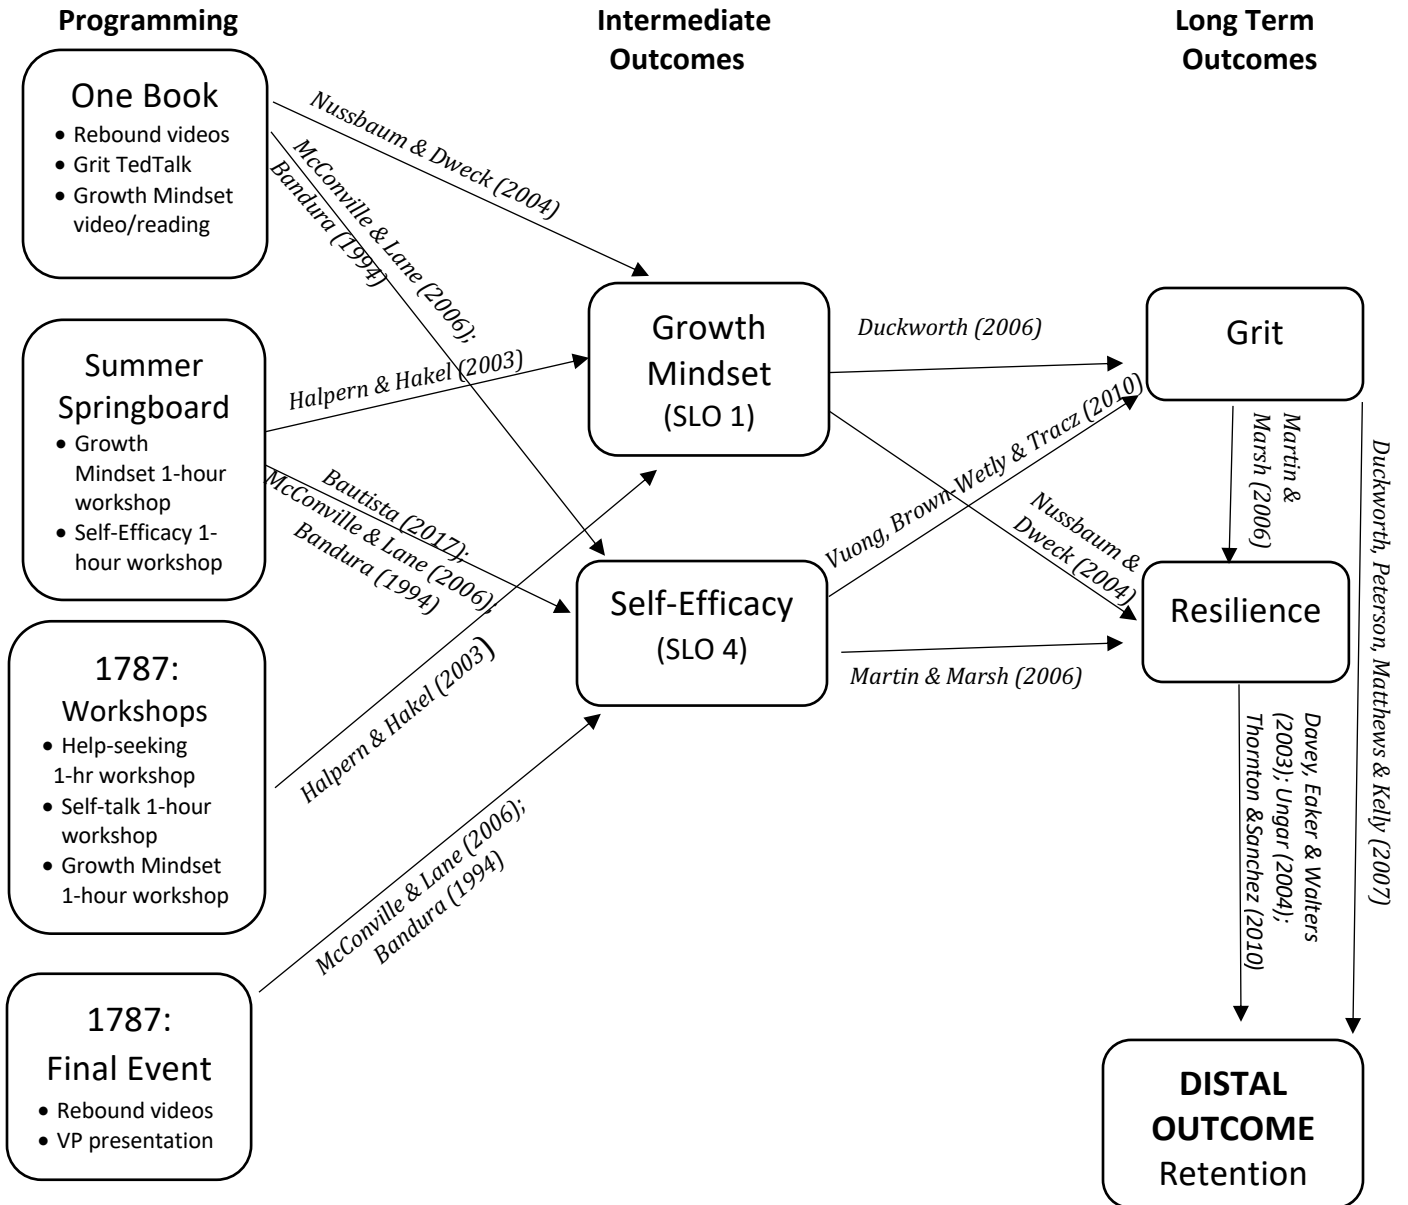 Programming
Intermediate
Outcomes
Long Term
Outcomes
One Book
• Rebound videos
• Grit TedTalk
• Growth Mindset
video/reading
Summer
Springboard
• Growth
Mindset 1-hour
workshop
• Self-Efficacy 1-
hour workshop
1787:
Workshops
• Help-seeking
1-hr workshop
• Self-talk 1-hour
workshop
• Growth Mindset
1-hour workshop
1787:
Final Event
• Rebound videos
• VP presentation
Nussbaum & Dweck (2004)
McConville & Lane (2006);
Bandura (1994)
Halpern & Hakel (2003)
Bautista (2017);
McConville & Lane (2006);
Bandura (1994)
Halpern & Hakel (2003)
McConville & Lane (2006);
Bandura (1994)
Growth
Mindset
(SLO 1)
Self-Efficacy
(SLO 4)
Duckworth (2006)
Vuong, Brown-Wetly & Tracz (2010)
Nussbaum &
Dweck (2004)
Martin & Marsh (2006)
Grit
Martin &
Marsh (2006)
Resilience
Duckworth, Peterson, Matthews & Kelly (2007)
Davey, Eaker & Walters
(2003); Ungar (2004);
Thornton &Sanchez (2010)
DISTAL
OUTCOME
Retention